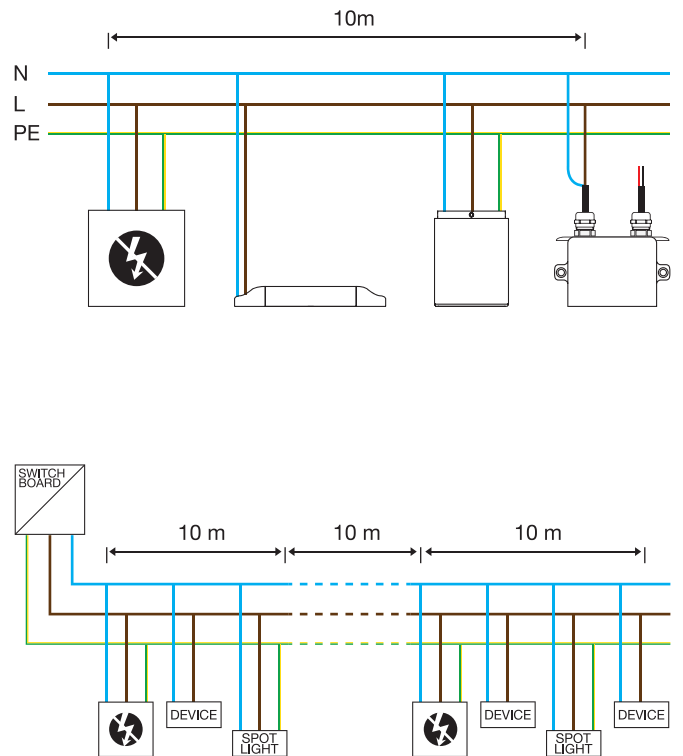 10m
N
L
PE
SWITCH
BOARD
10 m 10 m 10 m
DEVICE DEVICE DEVICE
SPOT SPOT
LIGHT LIGHT